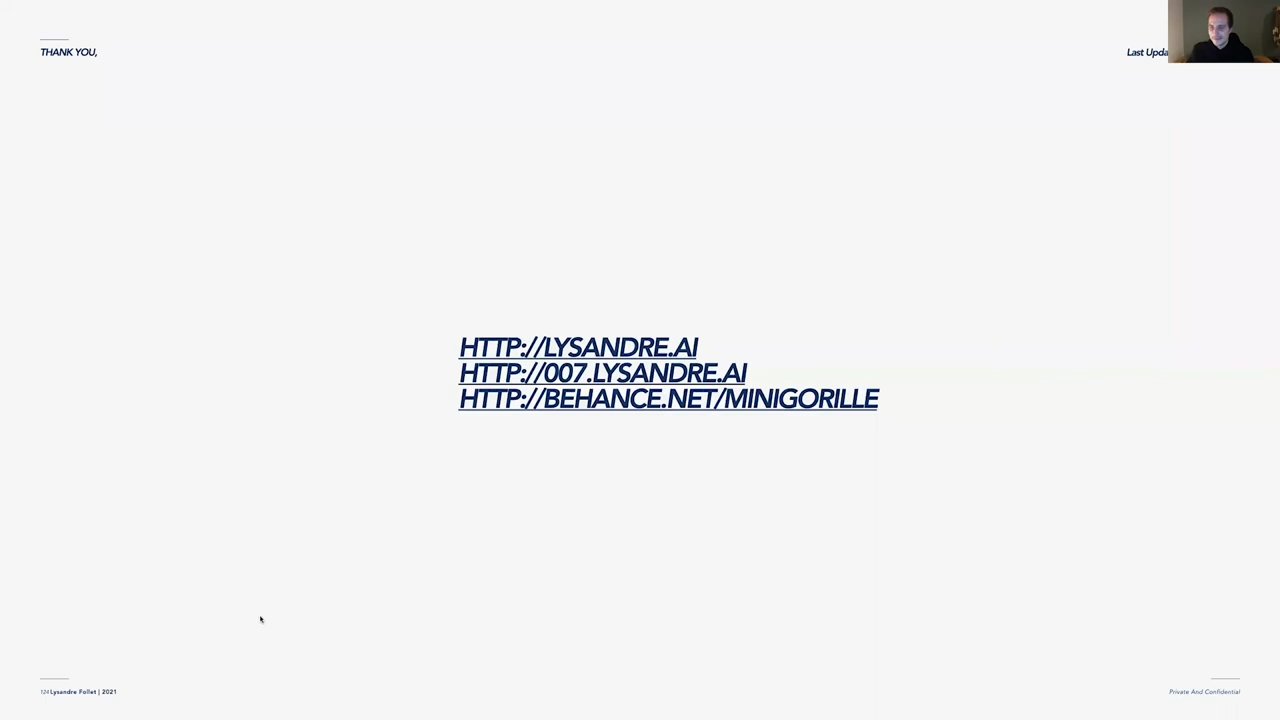 THANK YOU,
Last Upda
HTTP://LYSANDRE.AI
HTTP://007.LYSANDRE.AI
HTTP://BEHANCE.NET/MINIGORILLE
124 Lysandre Follet | 2021
Private And Confidential